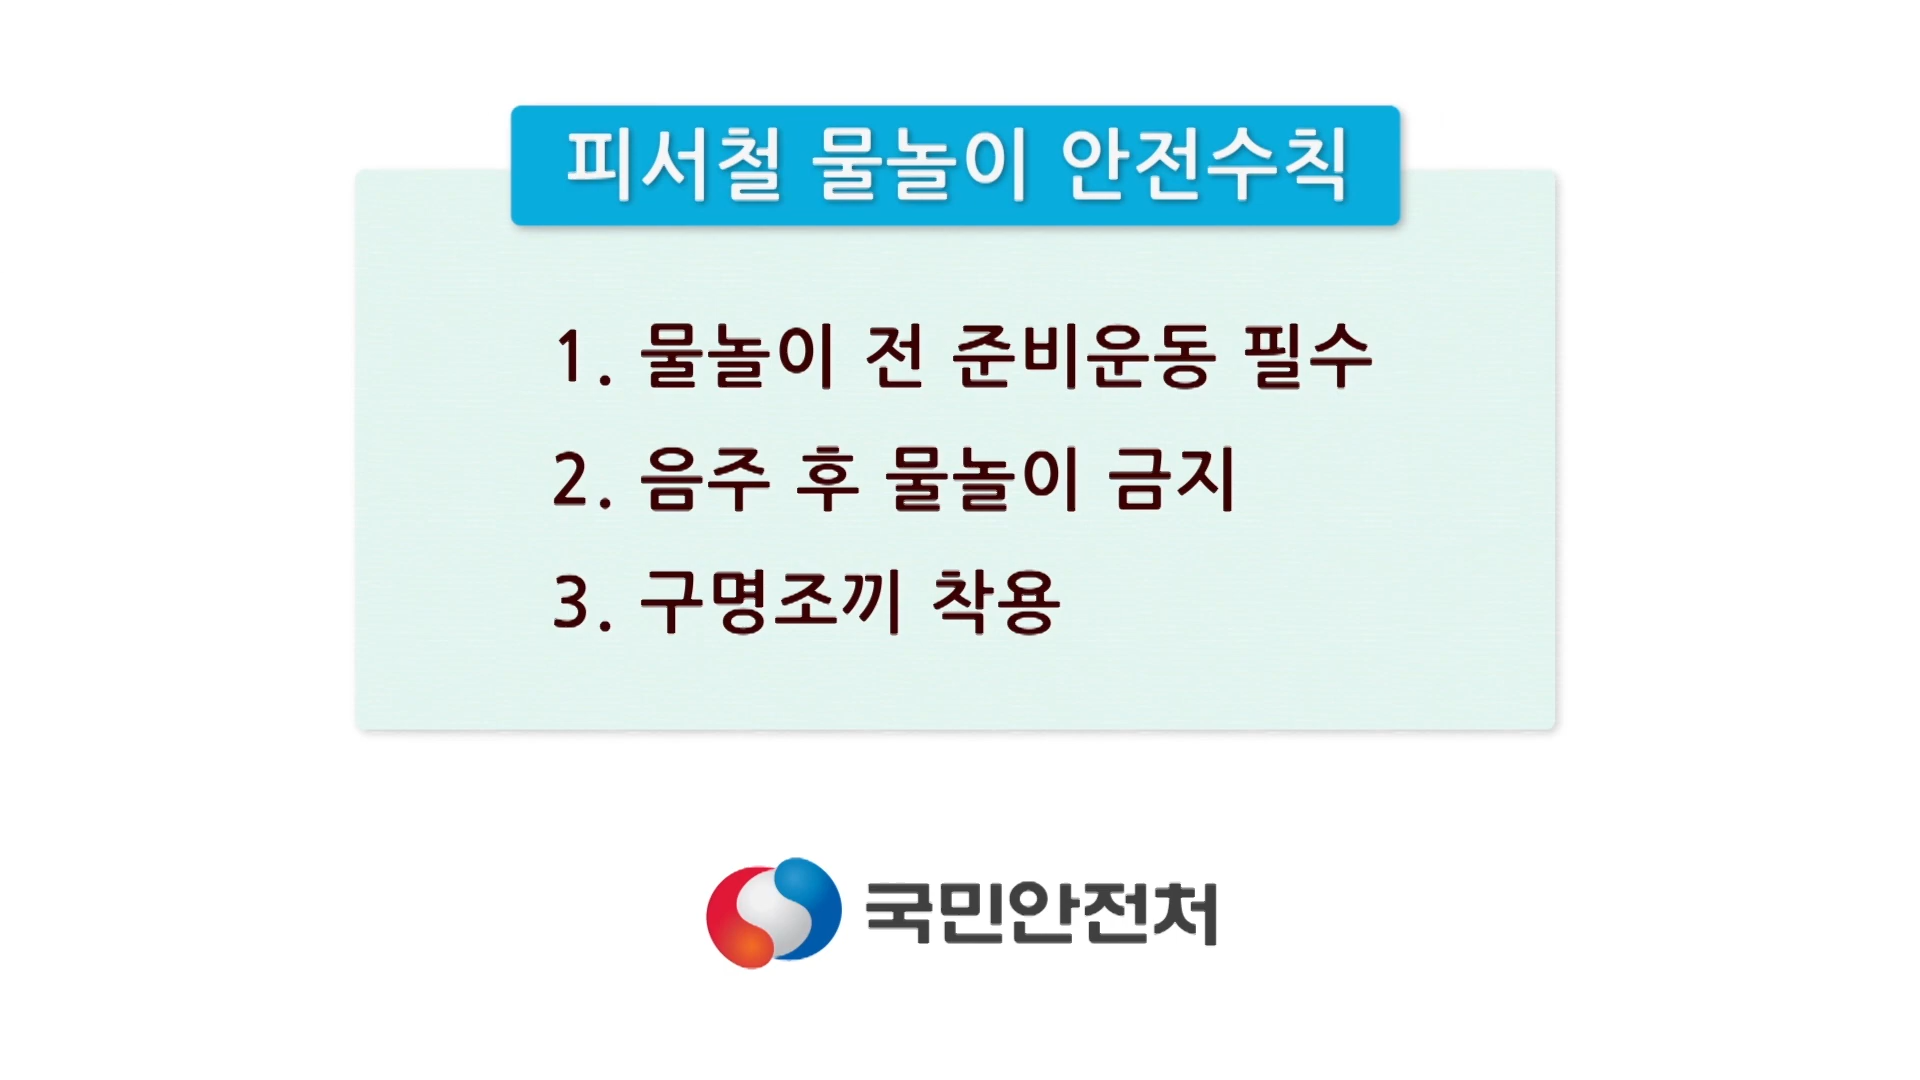 피서철 물놀이 안전수칙
1. 물놀이 전 준비운동 필수
2. 음주 후 물놀이 금지
3. 구명조끼 착용
국민안전처